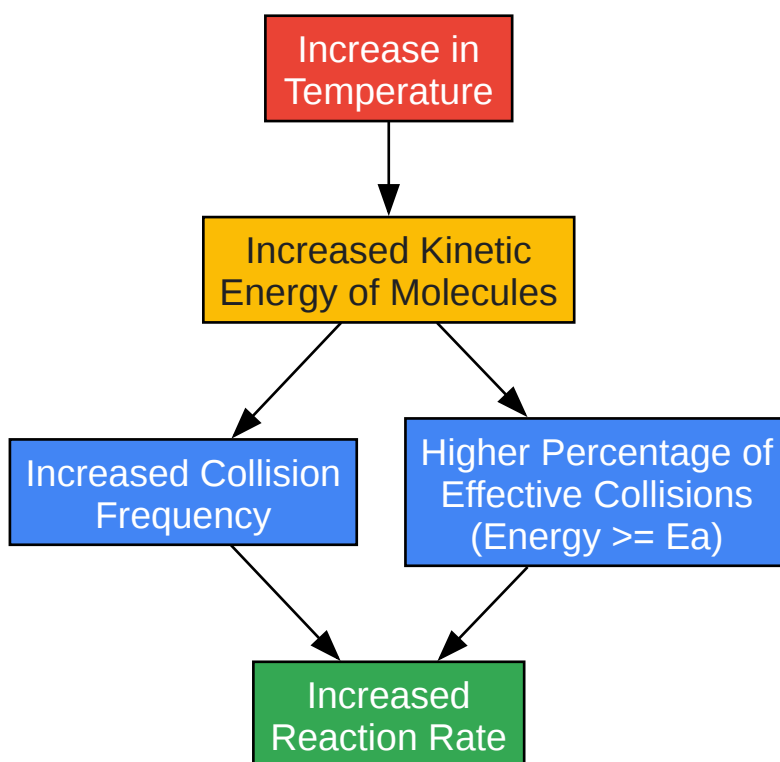 Increase in
Temperature
Increased Kinetic
Energy of Molecules
Increased Collision
Frequency
Higher Percentage of
Effective Collisions
(Energy >= Ea)
Increased
Reaction Rate